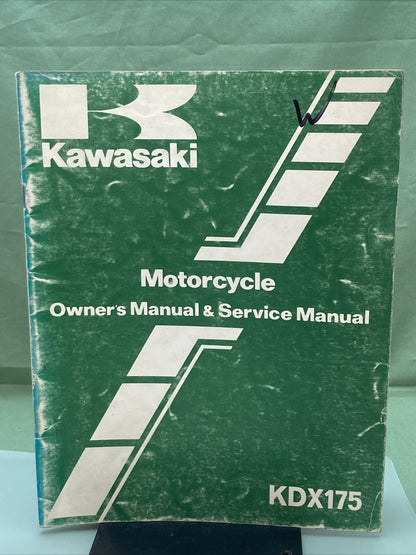 W
Kawasaki
Motorcycle
Owner's Manual & Service Manual
KDX175